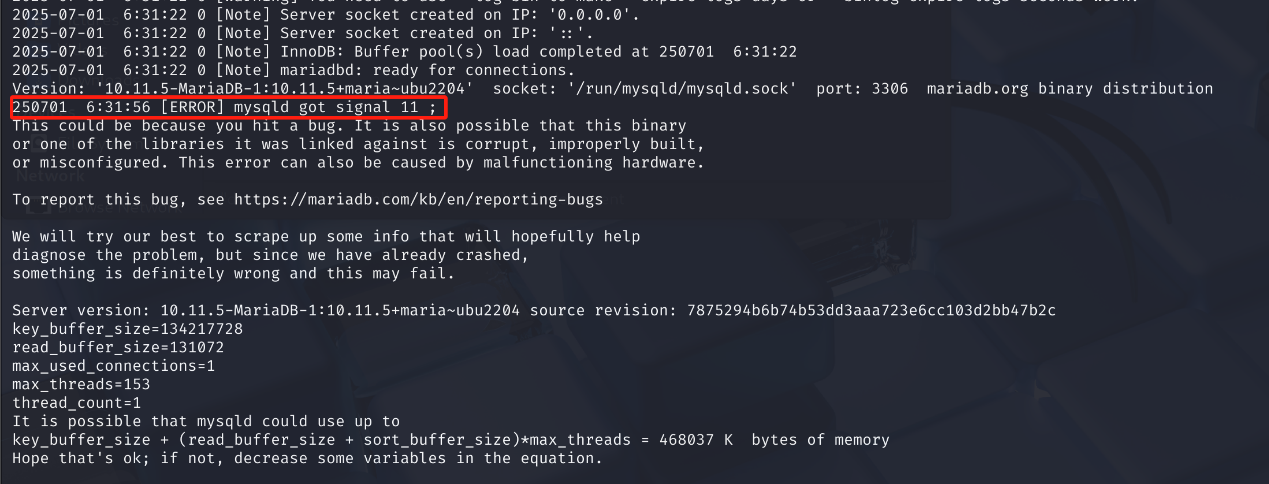 2025-07-01  6:31:22 0 [Note] Server socket created on IP: '0.0.0.0'.
2025-07-01  6:31:22 0 [Note] Server socket created on IP: '::'.
2025-07-01  6:31:22 0 [Note] InnoDB: Buffer pool(s) load completed at 250701  6:31:22
2025-07-01  6:31:22 0 [Note] mariadbd: ready for connections.
Version: '10.11.5-MariaDB-1:10.11.5+maria~ubu2204'  socket: '/run/mysqld/mysqld.sock'  port: 3306  mariadb.org binary distribution
250701  6:31:56 [ERROR] mysqld got signal 11 ;
This could be because you hit a bug. It is also possible that this binary
or one of the libraries it was linked against is corrupt, improperly built,
or misconfigured. This error can also be caused by malfunctioning hardware.
Network
To report this bug, see https://mariadb.com/kb/en/reporting-bugs
We will try our best to scrape up some info that will hopefully help
diagnose the problem, but since we have already crashed,
something is definitely wrong and this may fail.
Server version: 10.11.5-MariaDB-1:10.11.5+maria~ubu2204 source revision: 7875294b6b74b53dd3aaa723e6cc103d2bb47b2c
key_buffer_size=134217728
read_buffer_size=131072
max_used_connections=1
max_threads=153
thread_count=1
It is possible that mysqld could use up to
key_buffer_size + (read_buffer_size + sort_buffer_size)*max_threads = 468037 K  bytes of memory
Hope that's ok; if not, decrease some variables in the equation.